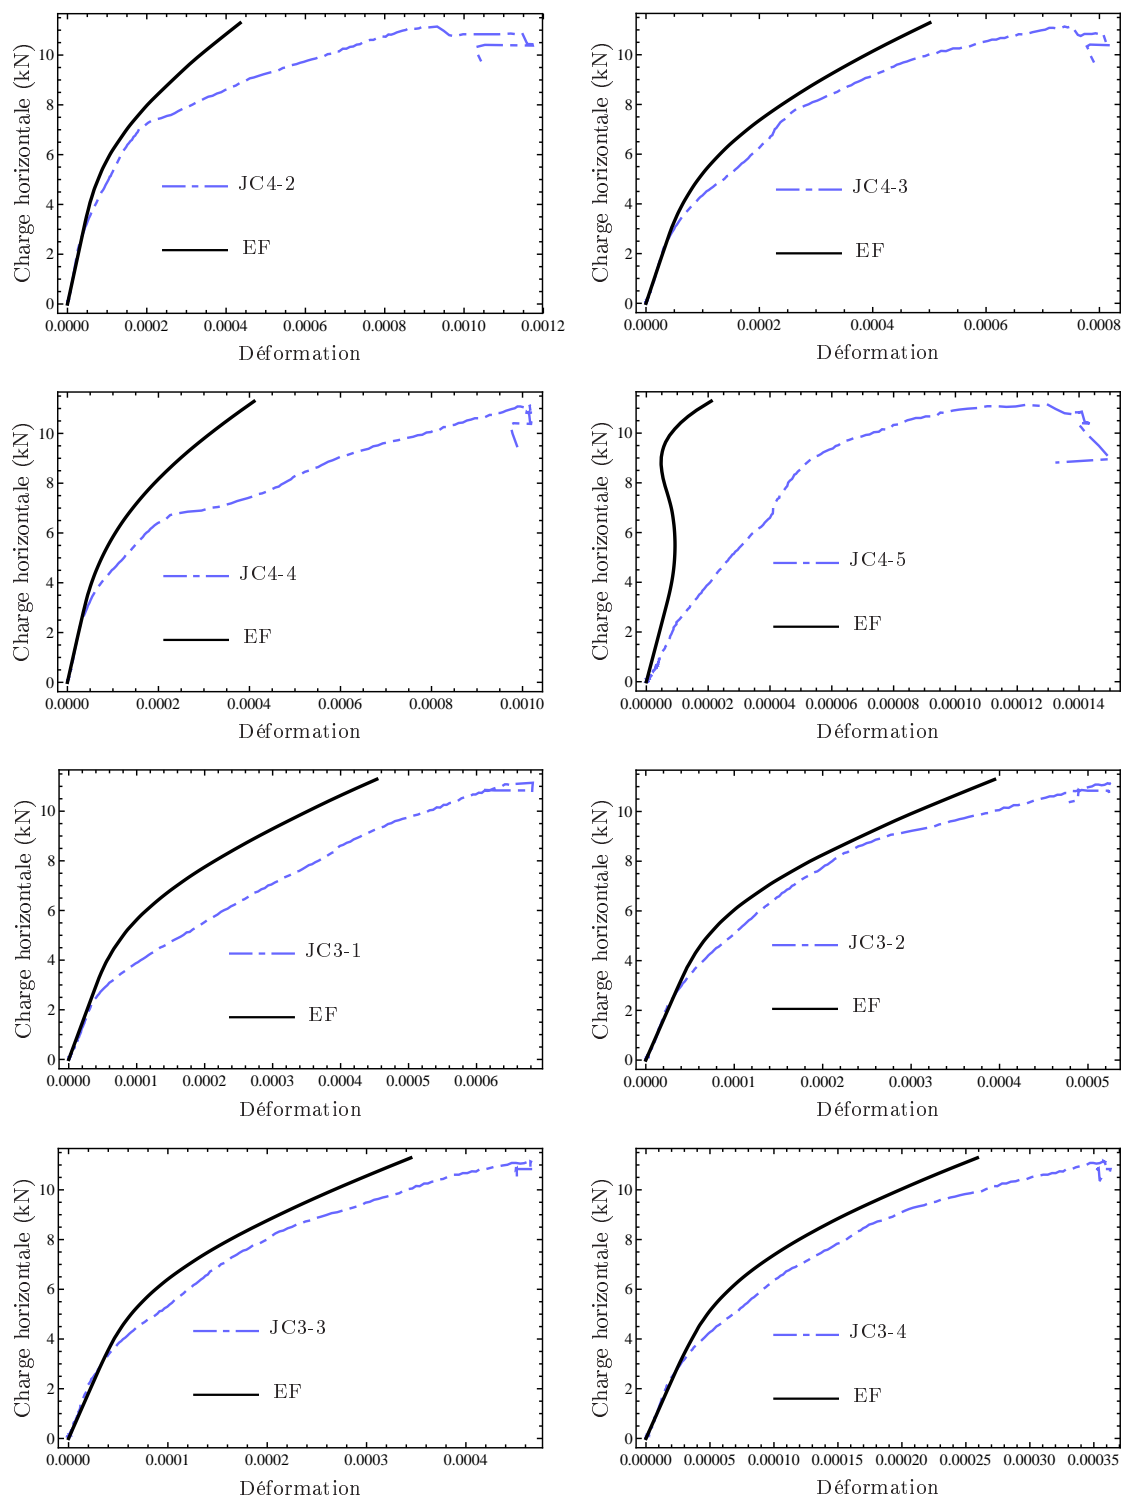 Charge horizontale (kN)
10
8
6
4
2
0
JC4-2
EF
0.0000 0.0002 0.0004 0.0006 0.0008 0.0010 0.0012
Déformation
Charge horizontale (kN)
10
8
6
4
2
0
JC4-3
EF
0.0000 0.0002 0.0004 0.0006 0.0008
Déformation
Charge horizontale (kN)
10
8
6
4
2
0
JC4-4
EF
0.0000 0.0002 0.0004 0.0006 0.0008 0.0010
Déformation
Charge horizontale (kN)
10
8
6
4
2
0
JC4-5
EF
0.00000 0.00002 0.00004 0.00006 0.00008 0.00010 0.00012 0.00014
Déformation
Charge horizontale (kN)
10
8
6
4
2
0
JC3-1
EF
0.0000 0.0001 0.0002 0.0003 0.0004 0.0005 0.0006
Déformation
Charge horizontale (kN)
10
8
6
4
2
0
JC3-2
EF
0.0000 0.0001 0.0002 0.0003 0.0004 0.0005
Déformation
Charge horizontale (kN)
10
8
6
4
2
0
JC3-3
EF
0.0000 0.0001 0.0002 0.0003 0.0004
Déformation
Charge horizontale (kN)
10
8
6
4
2
0
JC3-4
EF
0.00000 0.00005 0.00010 0.00015 0.00020 0.00025 0.00030 0.00035
Déformation